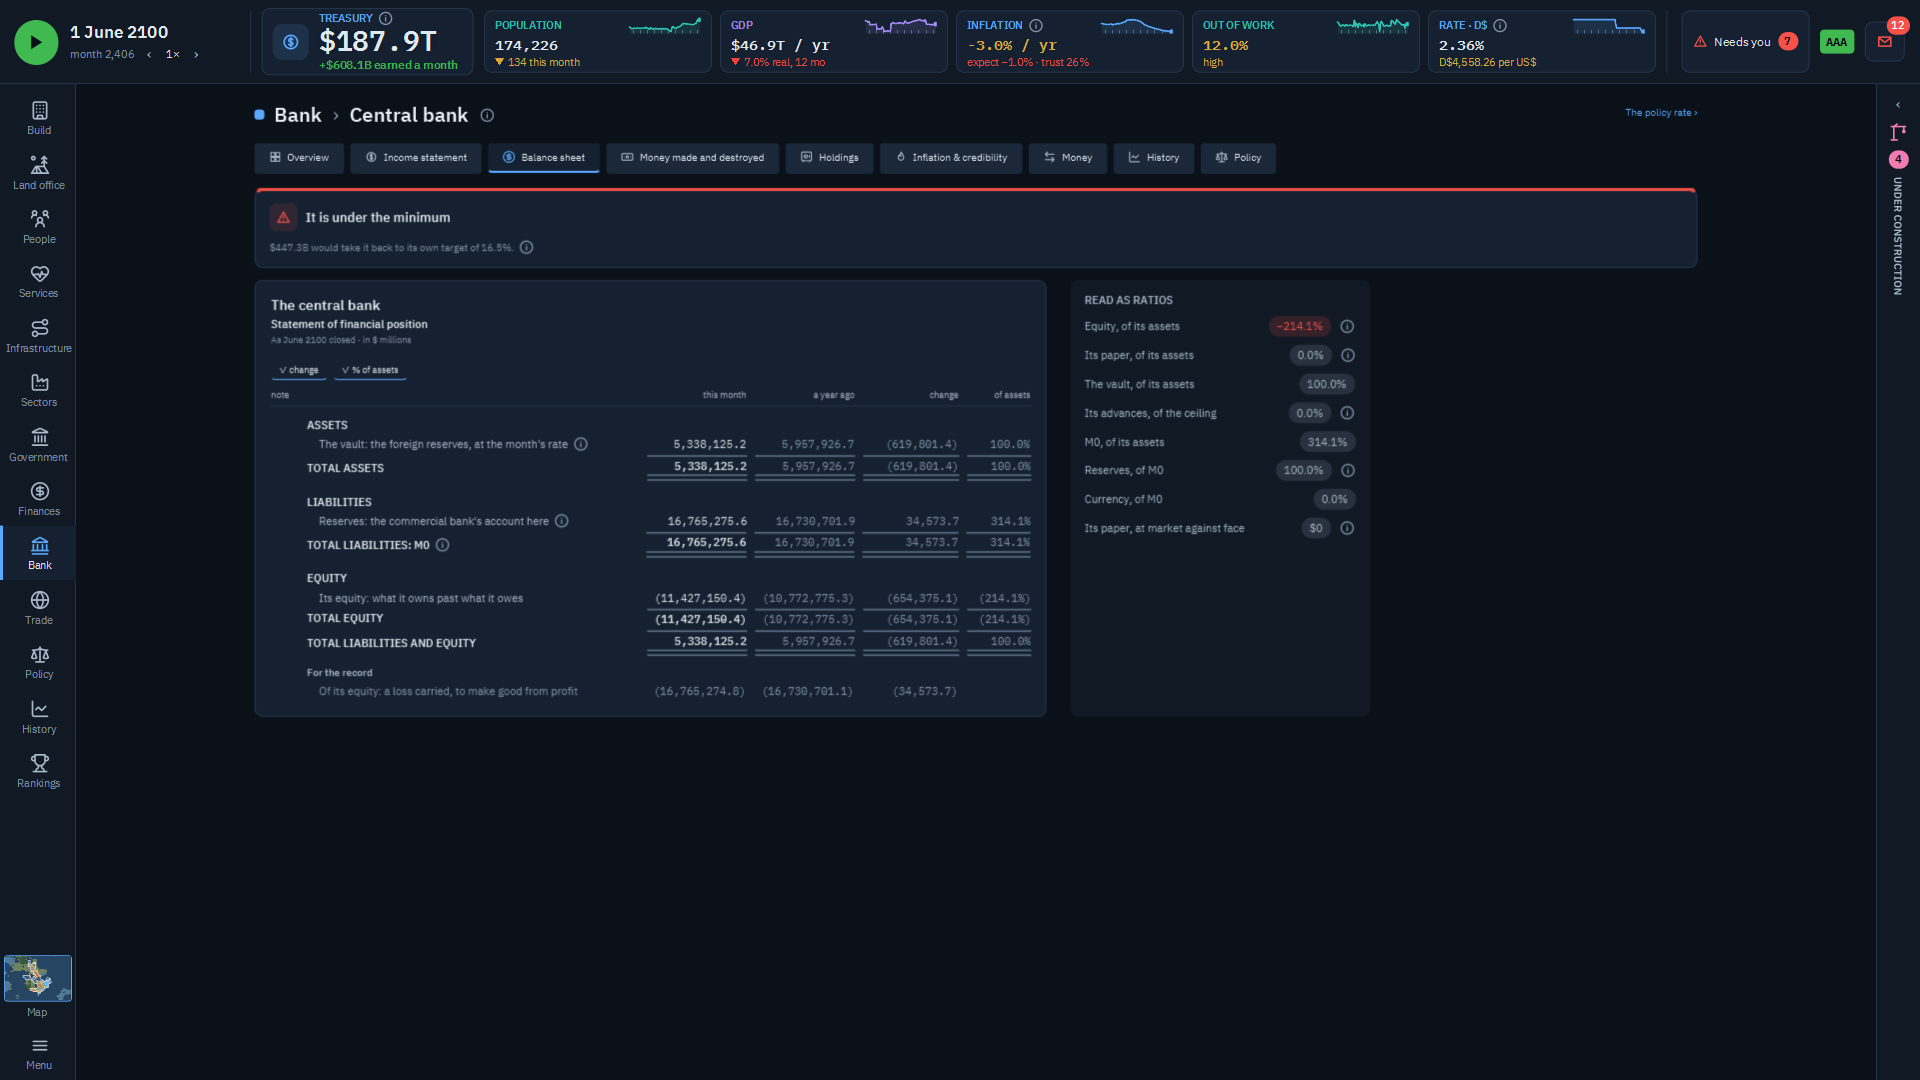 1 June 2100
month 2,406 ‹ 1× ›
TREASURY
$187.9T
+$608.1B earned a month
POPULATION
174,226
▼ 134 this month
GDP
$46.9T / yr
▼ 7.0% real, 12 mo
INFLATION
-3.0% / yr
expect −1.0% · trust 26%
OUT OF WORK
12.0%
high
RATE · D$
2.36%
D$4,558.26 per US$
Needs you 7
AAA
12
Build
Land office
People
Services
Infrastructure
Sectors
Government
Finances
Bank
Trade
Policy
History
Rankings
Map
Menu
Bank › Central bank
The policy rate ›
Overview
Income statement
Balance sheet
Money made and destroyed
Holdings
Inflation & credibility
Money
History
Policy
It is under the minimum
$447.3B would take it back to its own target of 16.5%.
The central bank
Statement of financial position
As June 2100 closed · in $ millions
√ change √ % of assets
note this month a year ago change of assets
ASSETS
The vault: the foreign reserves, at the month's rate 5,338,125.2 5,957,926.7 (619,801.4) 100.0%
TOTAL ASSETS 5,338,125.2 5,957,926.7 (619,801.4) 100.0%
LIABILITIES
Reserves: the commercial bank's account here 16,765,275.6 16,730,701.9 34,573.7 314.1%
TOTAL LIABILITIES: M0 16,765,275.6 16,730,701.9 34,573.7 314.1%
EQUITY
Its equity: what it owns past what it owes (11,427,150.4) (10,772,775.3) (654,375.1) (214.1%)
TOTAL EQUITY (11,427,150.4) (10,772,775.3) (654,375.1) (214.1%)
TOTAL LIABILITIES AND EQUITY 5,338,125.2 5,957,926.7 (619,801.4) 100.0%
For the record
Of its equity: a loss carried, to make good from profit (16,765,274.8) (16,730,701.1) (34,573.7)
READ AS RATIOS
Equity, of its assets −214.1%
Its paper, of its assets 0.0%
The vault, of its assets 100.0%
Its advances, of the ceiling 0.0%
M0, of its assets 314.1%
Reserves, of M0 100.0%
Currency, of M0 0.0%
Its paper, at market against face $0
‹
4
UNDER CONSTRUCTION